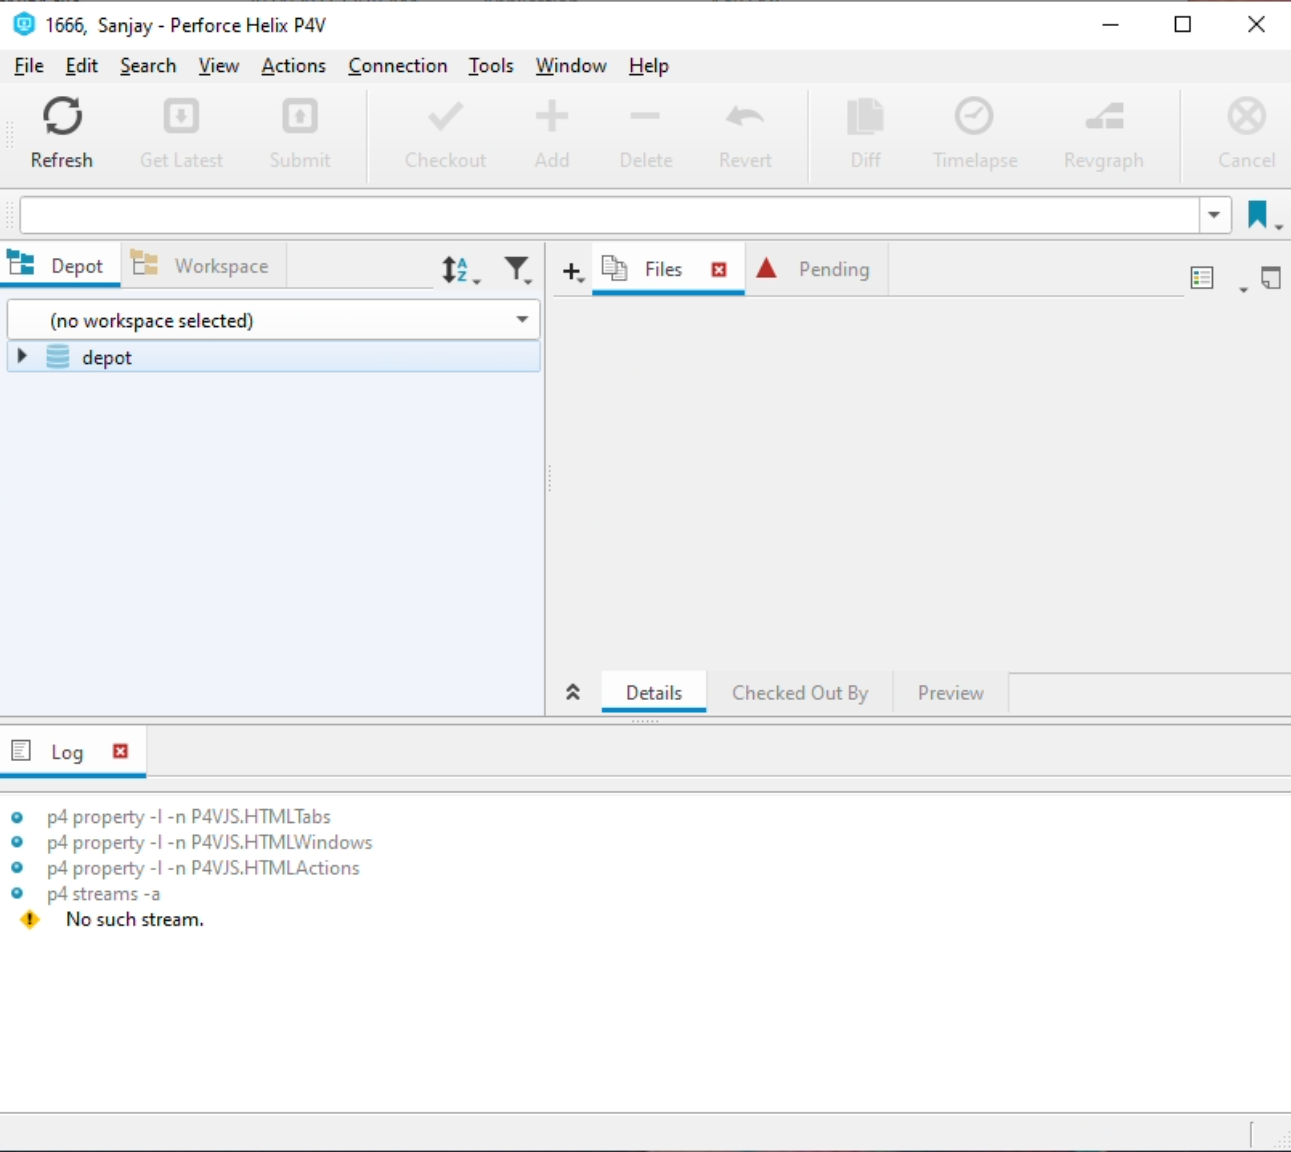 1666, Sanjay - Perforce Helix P4V
File Edit Search View Actions Connection Tools Window Help
Refresh Get Latest Submit Checkout Add Delete Revert Diff Timelapse Revgraph Cancel
Depot Workspace Files Pending
(no workspace selected)
depot
Details Checked Out By Preview
Log
p4 property -l -n P4VJS.HTMLTabs
p4 property -l -n P4VJS.HTMLWindows
p4 property -l -n P4VJS.HTMLActions
p4 streams -a
No such stream.